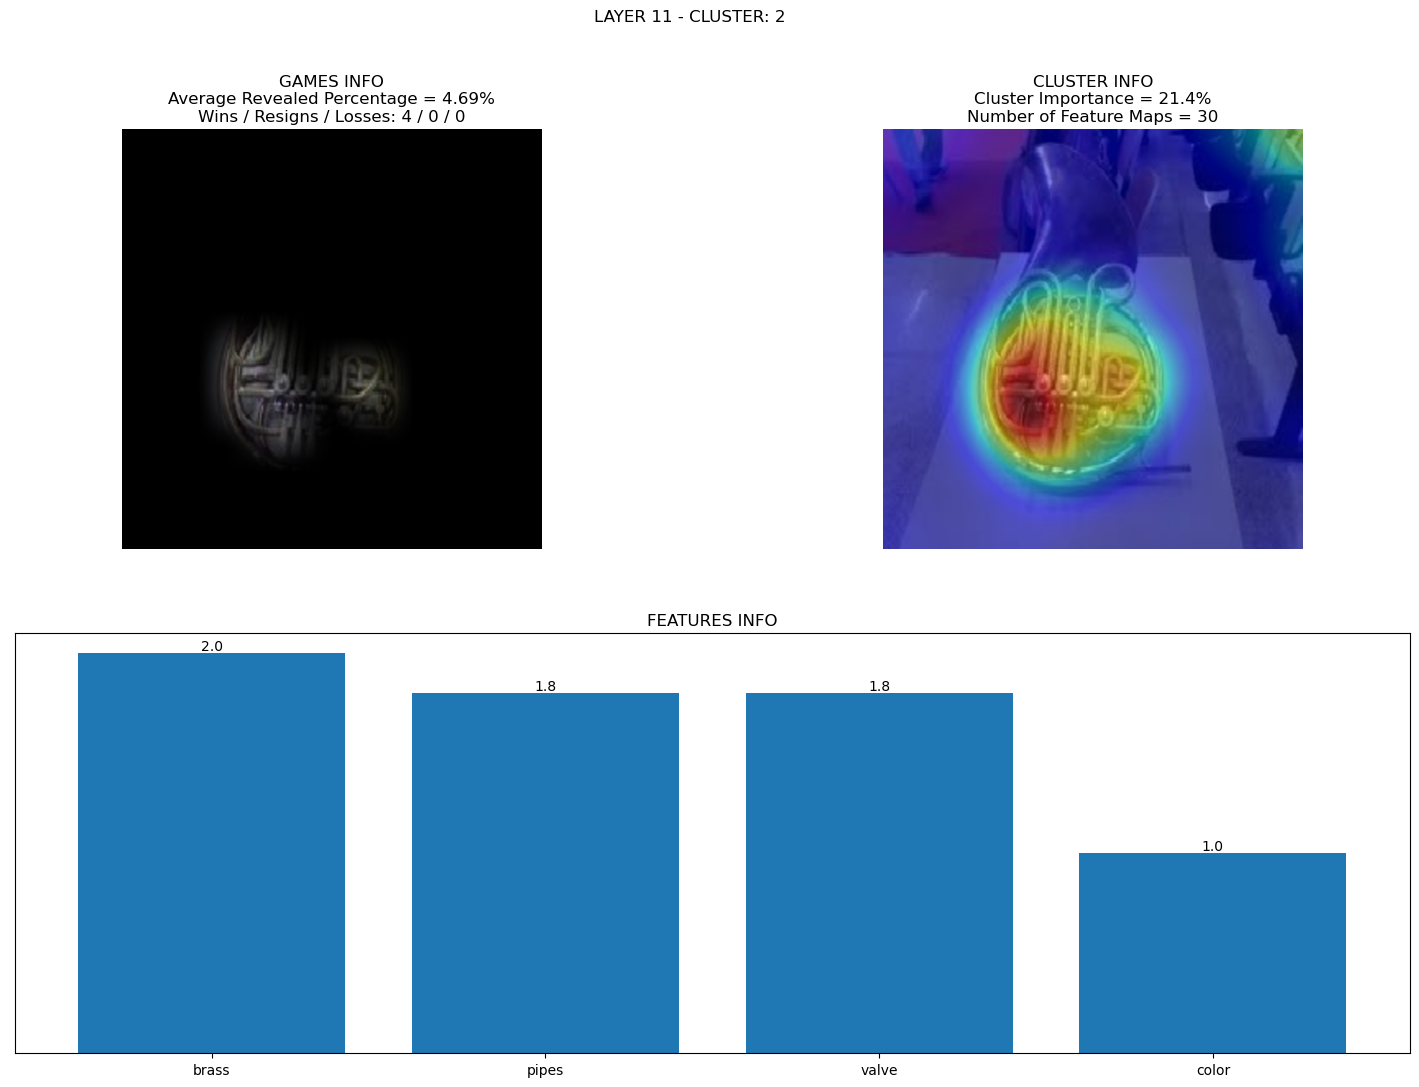 LAYER 11 - CLUSTER: 2
GAMES INFO
Average Revealed Percentage = 4.69%
Wins / Resigns / Losses: 4 / 0 / 0
CLUSTER INFO
Cluster Importance = 21.4%
Number of Feature Maps = 30
FEATURES INFO
2.0
1.8
1.8
1.0
brass
pipes
valve
color